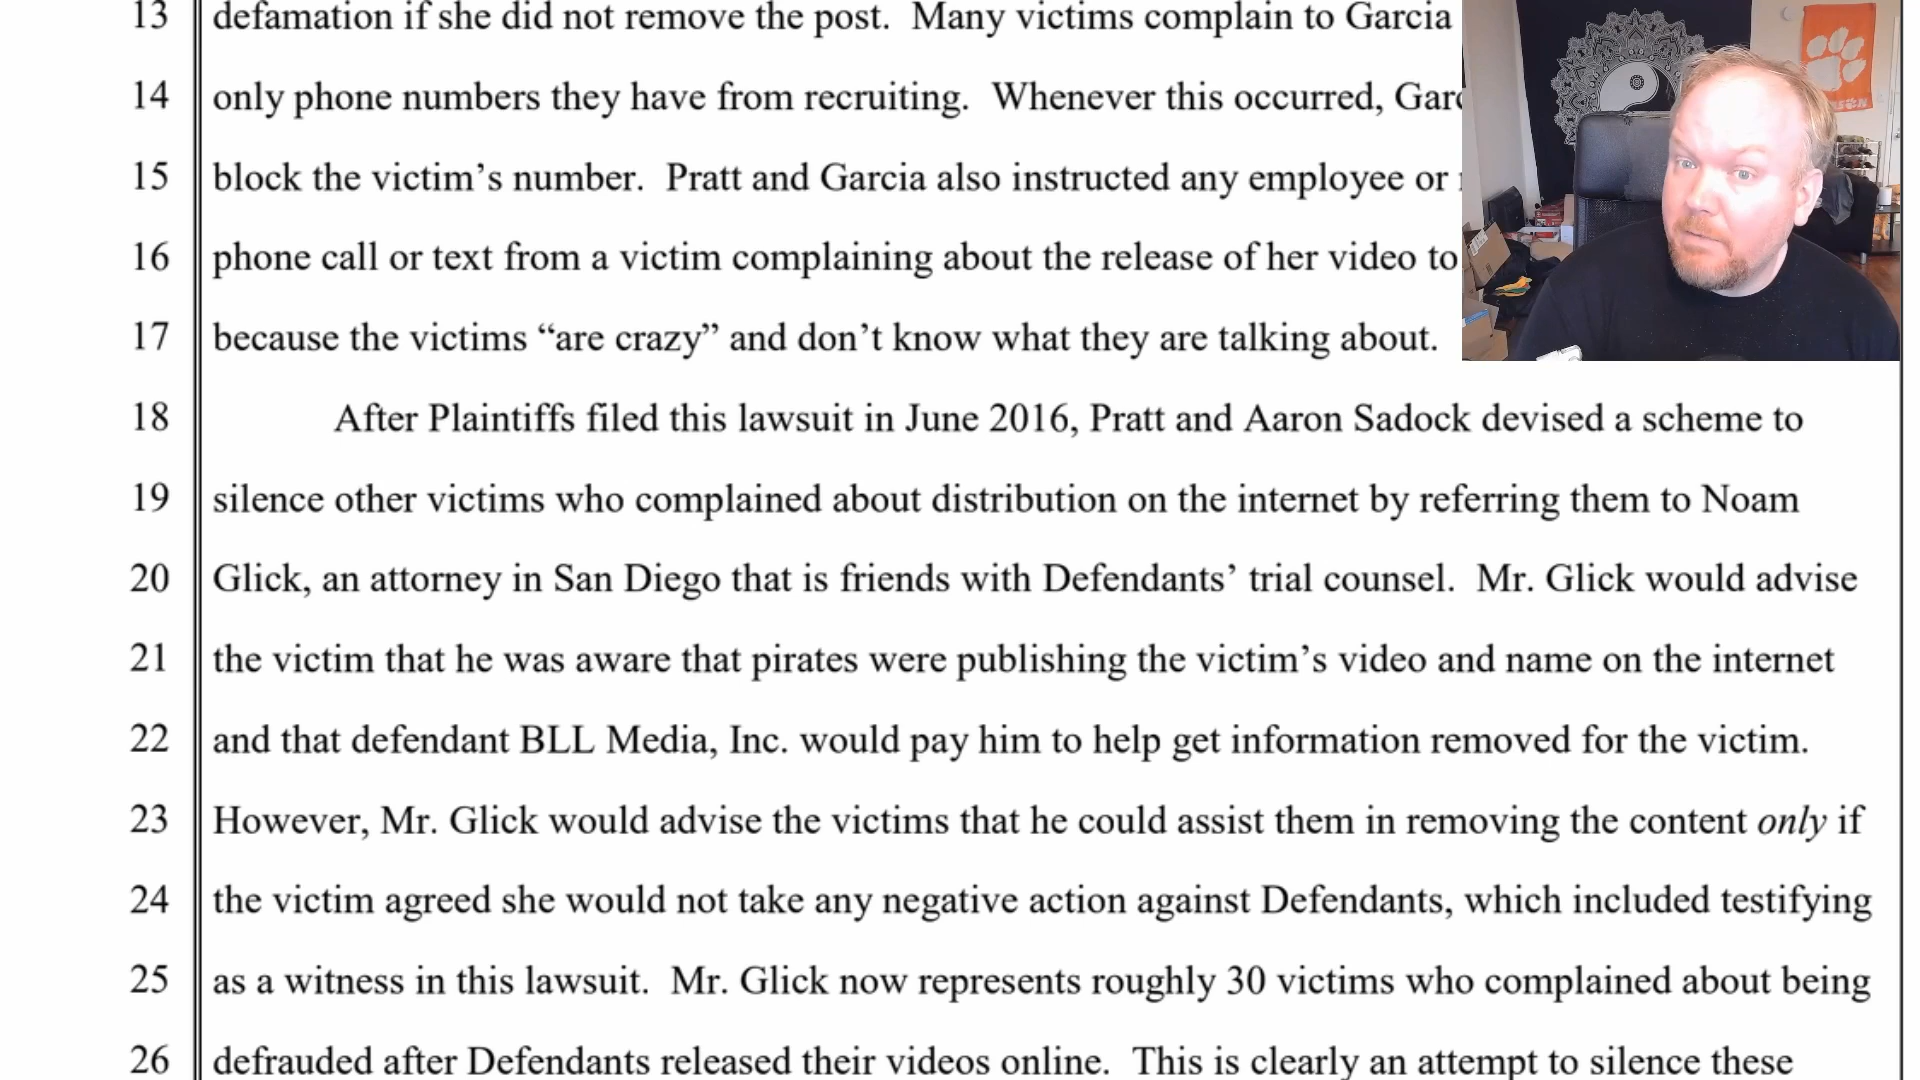 13 defamation if she did not remove the post. Many victims complain to Garcia
14 only phone numbers they have from recruiting. Whenever this occurred,
15 block the victim’s number. Pratt and Garcia also instructed any employee or
16 phone call or text from a victim complaining about the release of her video to
17 because the victims “are crazy” and don’t know what they are talking about.
18 After Plaintiffs filed this lawsuit in June 2016, Pratt and Aaron Sadock devised a scheme to
19 silence other victims who complained about distribution on the internet by referring them to Noam
20 Glick, an attorney in San Diego that is friends with Defendants’ trial counsel. Mr. Glick would advise
21 the victim that he was aware that pirates were publishing the victim’s video and name on the internet
22 and that defendant BLL Media, Inc. would pay him to help get information removed for the victim.
23 However, Mr. Glick would advise the victims that he could assist them in removing the content only if
24 the victim agreed she would not take any negative action against Defendants, which included testifying
25 as a witness in this lawsuit. Mr. Glick now represents roughly 30 victims who complained about being
26 defrauded after Defendants released their videos online. This is clearly an attempt to silence these